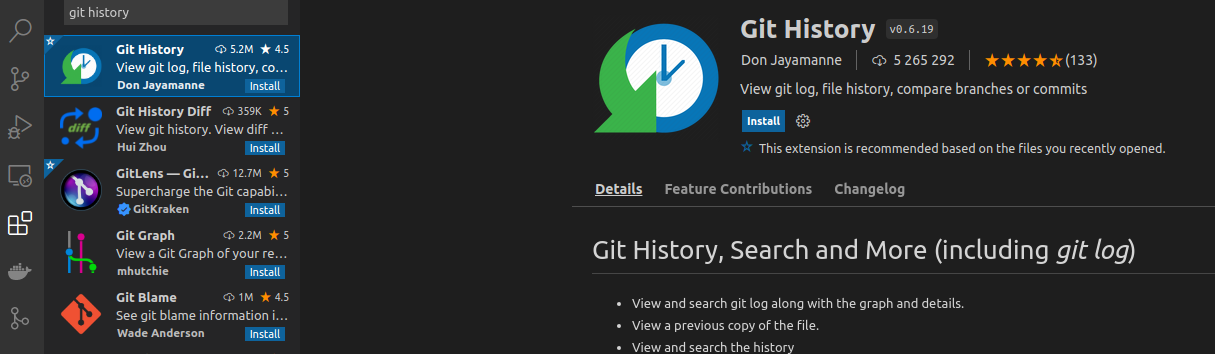 git history
Git History 5.2M 4.5
View git log, file history, co...
Don Jayamanne Install
Git History Diff 359K 5
View git history. View diff ...
Hui Zhou Install
GitLens — Gi... 12.7M 5
Supercharge the Git capabi...
GitKraken Install
Git Graph 2.2M 5
View a Git Graph of your re...
mhutchie Install
Git Blame 1M 4.5
See git blame information i...
Wade Anderson Install
diff
Git History v0.6.19
Don Jayamanne 5 265 292 (133)
View git log, file history, compare branches or commits
Install
This extension is recommended based on the files you recently opened.
Details Feature Contributions Changelog
Git History, Search and More (including git log)
• View and search git log along with the graph and details.
• View a previous copy of the file.
• View and search the history